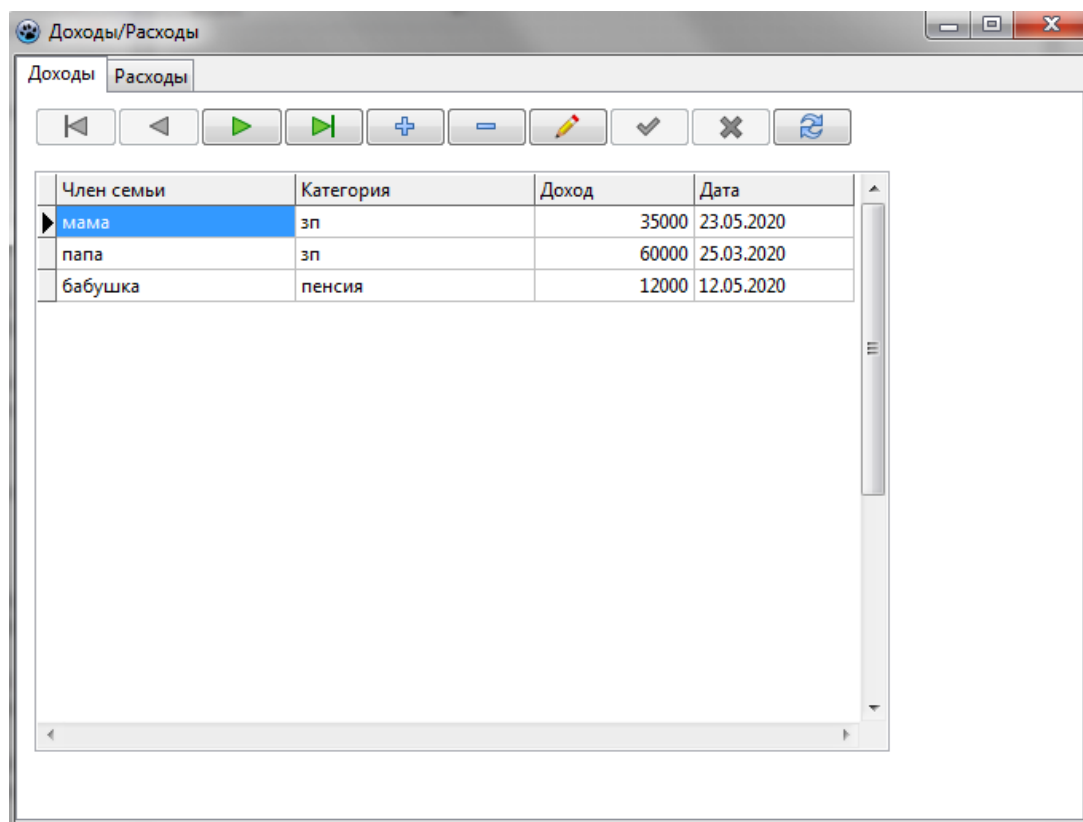 Доходы/Расходы
Доходы Расходы
Член семьи Категория Доход Дата
мама зп 35000 23.05.2020
папа зп 60000 25.03.2020
бабушка пенсия 12000 12.05.2020